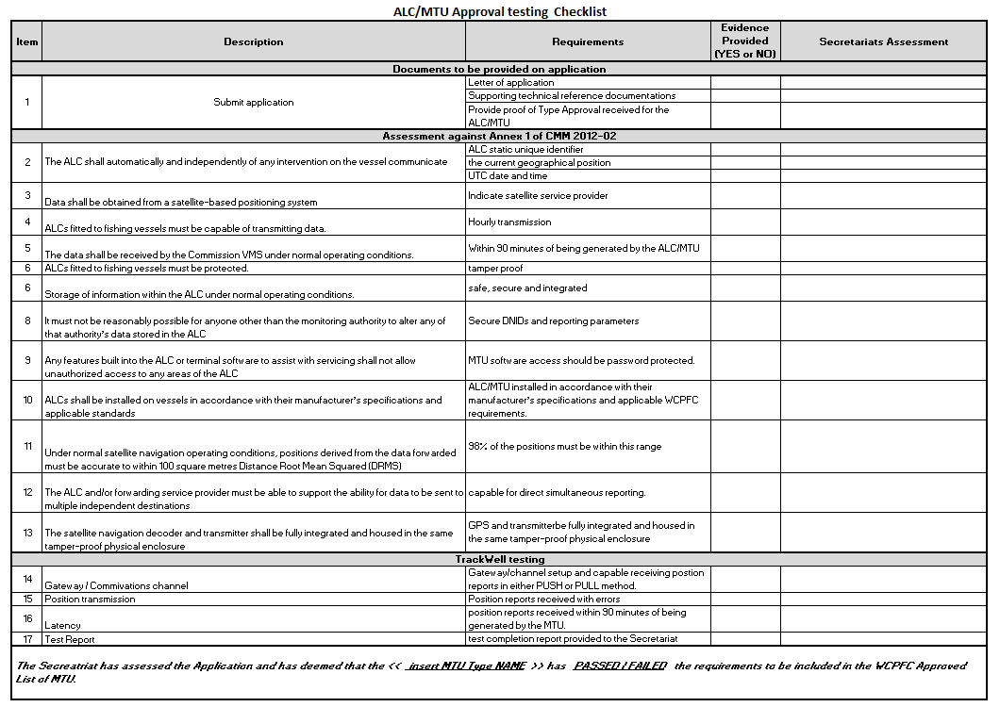 ALC/MTU Approval testing Checklist
Item
Description
Requirements
Evidence
Provided
(YES or NO)
Secretariats Assessment
Documents to be provided on application
1
Submit application
Letter of application
Supporting technical reference documentations
Provide proof of Type Approval received for the
ALC/MTU
Assessment against Annex 1 of CMM 2012-02
2
The ALC shall automatically and independently of any intervention on the vessel communicate
ALC static unique identifier
the current geographical position
UTC date and time
3
Data shall be obtained from a satellite-based positioning system
Indicate satellite service provider
4
ALCs fitted to fishing vessels must be capable of transmitting data.
Hourly transmission
5
The data shall be received by the Commission VMS under normal operating conditions.
Within 90 minutes of being generated by the ALC/MTU
6
ALCs fitted to fishing vessels must be protected.
tamper proof
6
Storage of information within the ALC under normal operating conditions.
safe, secure and integrated
8
It must not be reasonably possible for anyone other than the monitoring authority to alter any of
that authority's data stored in the ALC
Secure DNIDs and reporting parameters
9
Any features built into the ALC or terminal software to assist with servicing shall not allow
unauthorized access to any areas of the ALC
MTU software access should be password protected.
10
ALCs shall be installed on vessels in accordance with their manufacturer's specifications and
applicable standards
ALC/MTU installed in accordance with their
manufacturer's specifications and applicable WCPFC
requirements.
11
Under normal satellite navigation operating conditions, positions derived from the data forwarded
must be accurate to within 100 square metres Distance Root Mean Squared (DRMS)
98% of the positions must be within this range
12
The ALC and/or forwarding service provider must be able to support the ability for data to be sent to
multiple independent destinations
capable for direct simultaneous reporting.
13
The satellite navigation decoder and transmitter shall be fully integrated and housed in the same
tamper-proof physical enclosure
GPS and transmitterbe fully integrated and housed in
the same tamper-proof physical enclosure
TrackWell testing
14
Gateway / Commivations channel
Gateway/channel setup and capable receiving postion
reports in either PUSH or PULL method.
15
Position transmission
Position reports received with errors
16
Latency
position reports received within 90 minutes of being
generated by the MTU.
17
Test Report
test completion report provided to the Secretariat
The Secreatriat has assessed the Application and has deemed that the << insert MTU Type NAME >> has PASSED / FAILED the requirements to be included in the WCPFC Approved
List of MTU.